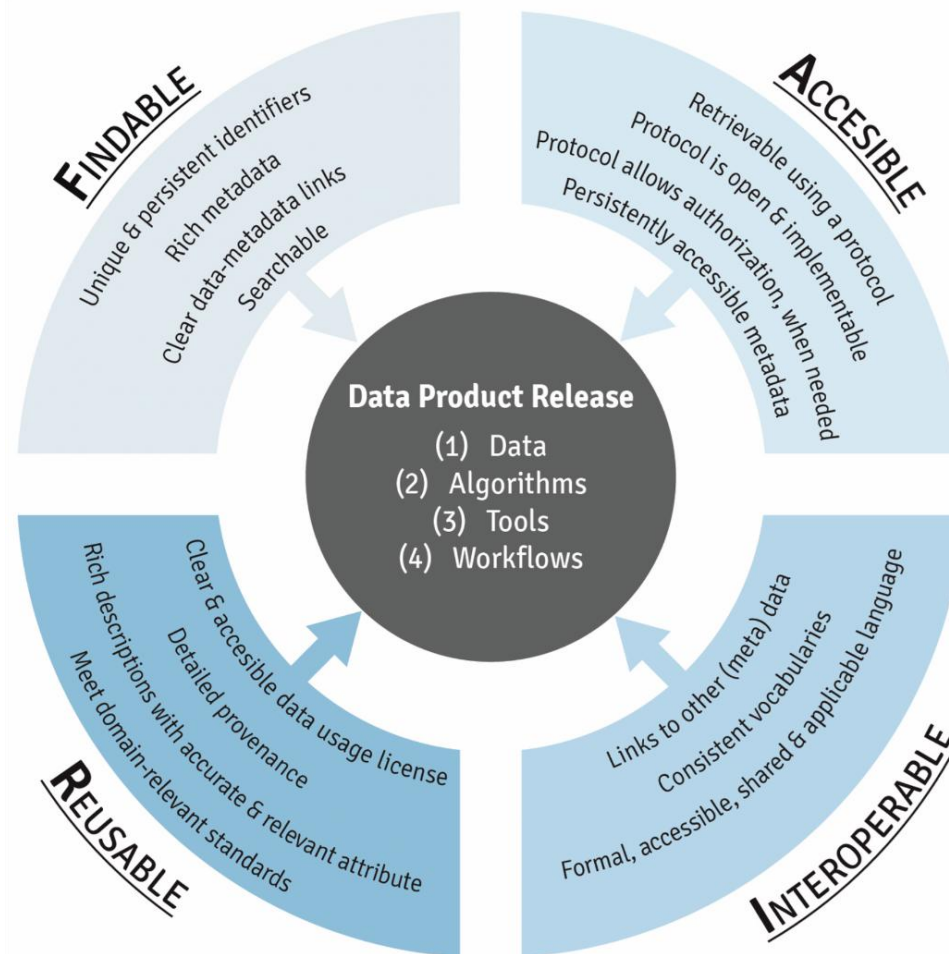 FINDABLE
Unique & persistent identifiers
Rich metadata
Clear data-metadata links
Searchable
ACCESIBLE
Retrievable using a protocol
Protocol is open & implementable
Protocol allows authorization, when needed
Persistently accessible metadata
Data Product Release
(1) Data
(2) Algorithms
(3) Tools
(4) Workflows
REUSABLE
Clear & accesible data usage license
Detailed provenance
Rich descriptions with accurate & relevant attribute
Meet domain-relevant standards
INTEROPERABLE
Links to other (meta) data
Consistent vocabularies
Formal, accessible, shared & applicable language